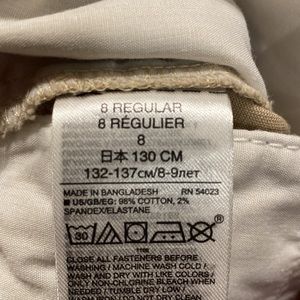 8 REGULAR
8 RÉGULIER
8
日本 130 CM
132-137см/8-9лет
MADE IN BANGLADESH RN 54023
■ US/GB/EG: 98% COTTON, 2%
SPANDEX/ELASTANE
30
CLOSE ALL FASTENERS BEFORE
WASHING / MACHINE WASH COLD /
WASH AND DRY WITH LIKE COLORS /
ONLY NON-CHLORINE BLEACH WHEN
NEEDED / TUMBLE DRY LOW /